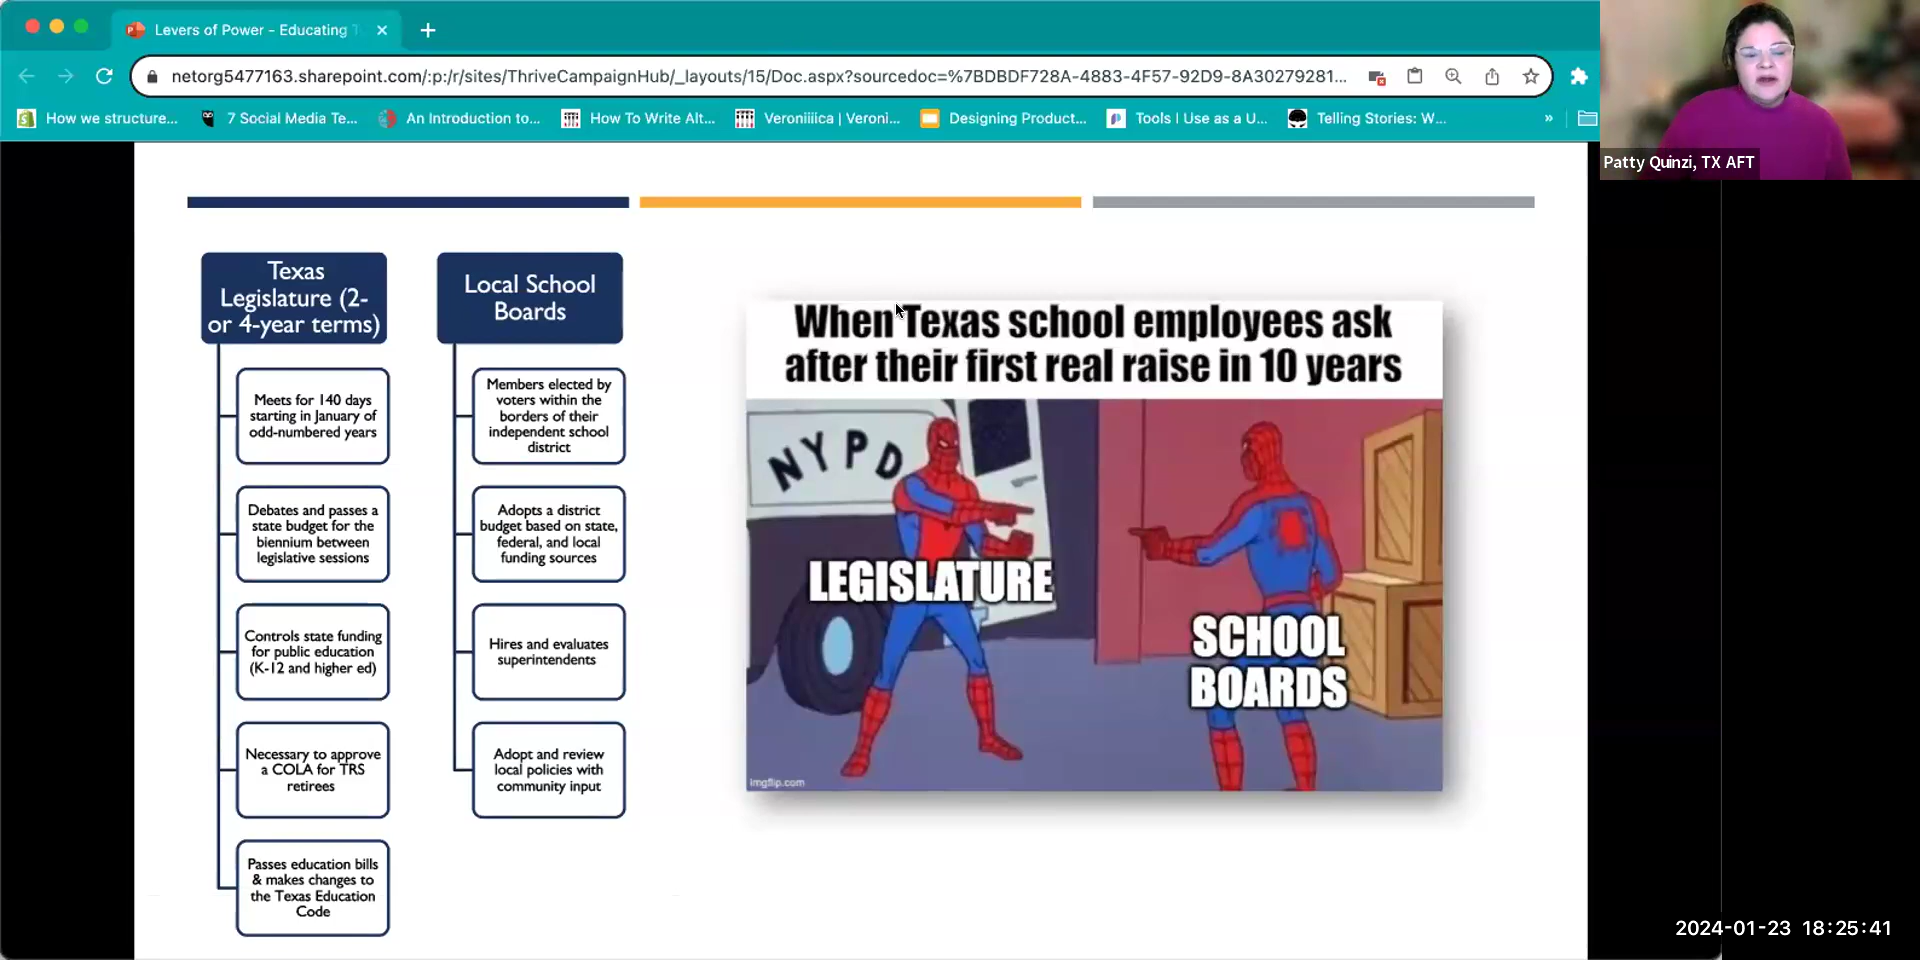 Levers of Power - Educating T
netorg5477163.sharepoint.com/:p:/r/sites/ThriveCampaignHub/_layouts/15/Doc.aspx?sourcedoc=%7BDBDF728A-4883-4F57-92D9-8A30279281...
How we structure...
7 Social Media Te...
An Introduction to...
How To Write Alt...
Veroniiiica | Veroni...
Designing Product...
Tools I Use as a U...
Telling Stories: W...
Patty Quinzi, TX AFT
Texas
Legislature (2-
or 4-year terms)
Meets for 140 days
starting in January of
odd-numbered years
Debates and passes a
state budget for the
biennium between
legislative sessions
Controls state funding
for public education
(K-12 and higher ed)
Necessary to approve
a COLA for TRS
retirees
Passes education bills
& makes changes to
the Texas Education
Code
Local School
Boards
Members elected by
voters within the
borders of their
independent school
district
Adopts a district
budget based on state,
federal, and local
funding sources
Hires and evaluates
superintendents
Adopt and review
local policies with
community input
When Texas school employees ask
after their first real raise in 10 years
NYPD
LEGISLATURE
SCHOOL
BOARDS
imgflip.com
2024-01-23 18:25:41